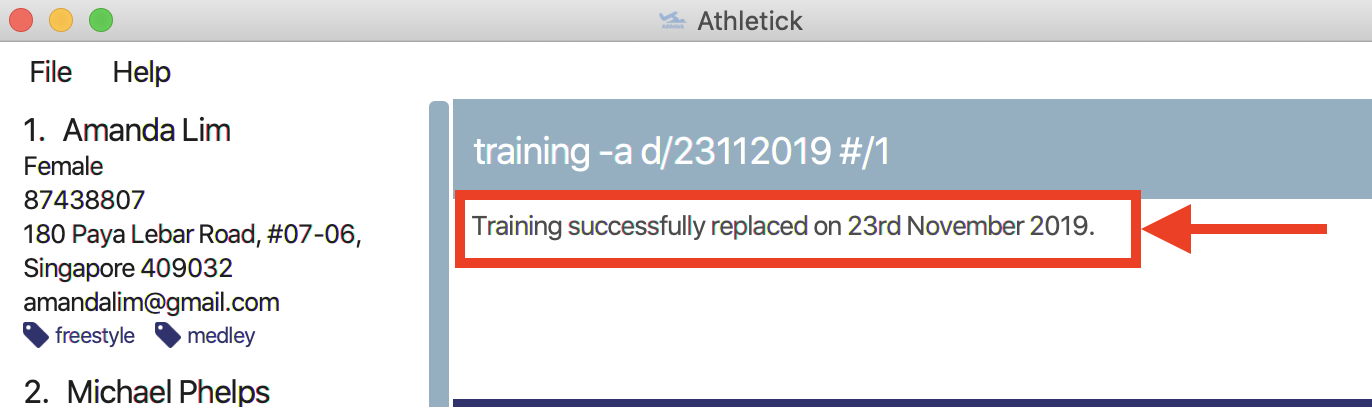 Athletick
File Help
1. Amanda Lim
Female
87438807
180 Paya Lebar Road, #07-06,
Singapore 409032
amandalim@gmail.com
freestyle medley
2. Michael Phelps
training -a d/23112019 #/1
Training successfully replaced on 23rd November 2019.